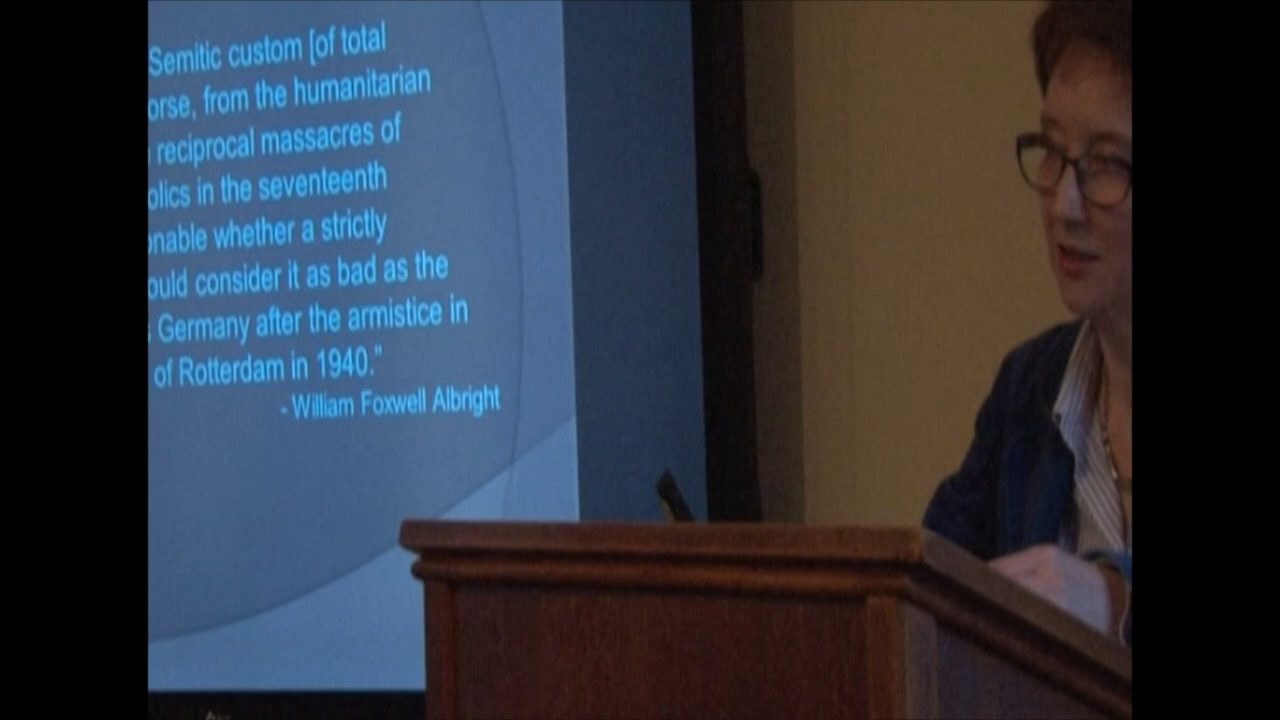 Semitic custom [of total
orse, from the humanitarian
reciprocal massacres of
olics in the seventeenth
onable whether a strictly
ould consider it as bad as the
s Germany after the armistice in
of Rotterdam in 1940."
- William Foxwell Albright